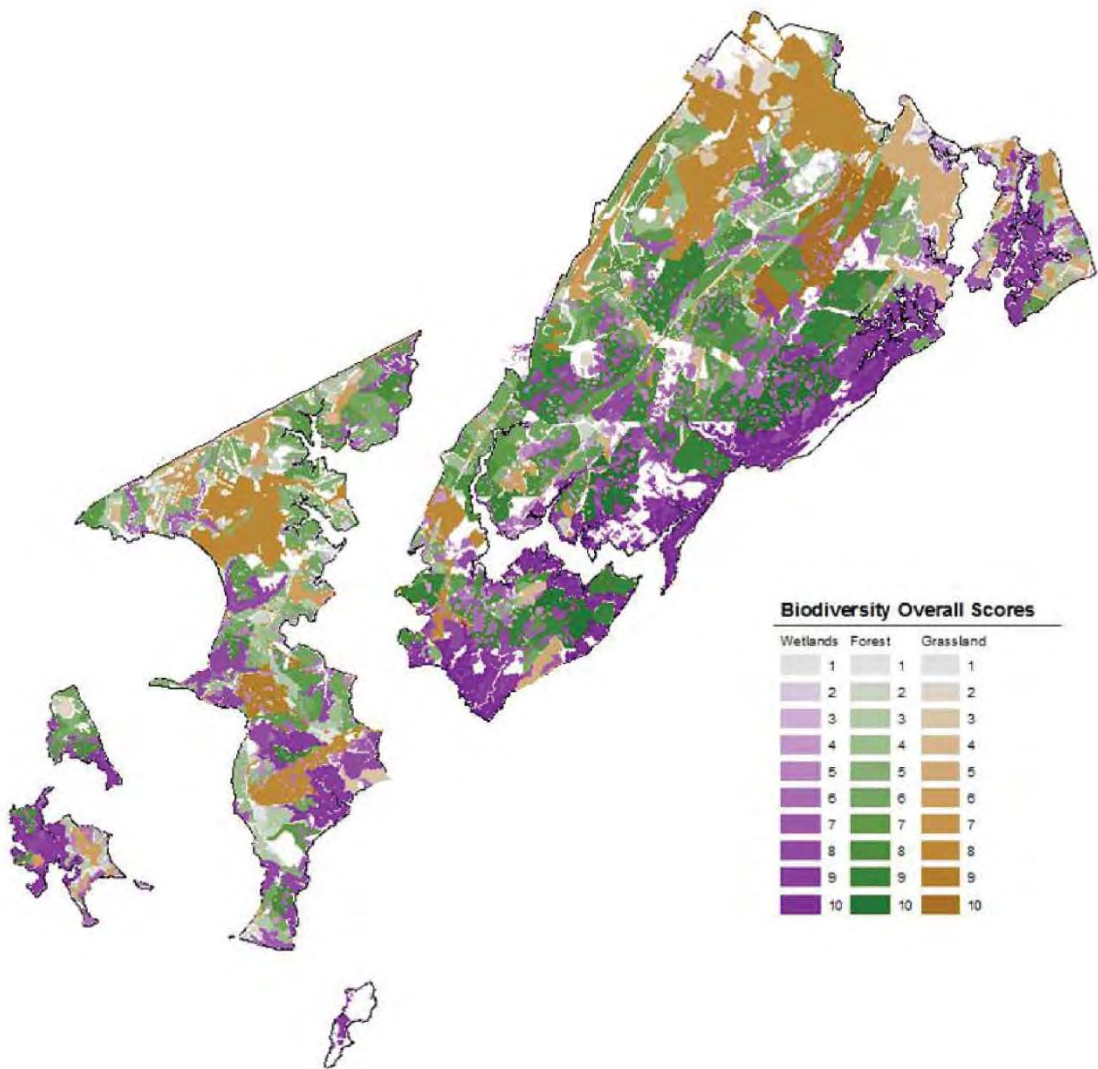 Biodiversity Overall Scores
Wetlands Forest Grassland
1 1 1
2 2 2
3 3 3
4 4 4
5 5 5
6 6 6
7 7 7
8 8 8
9 9 9
10 10 10